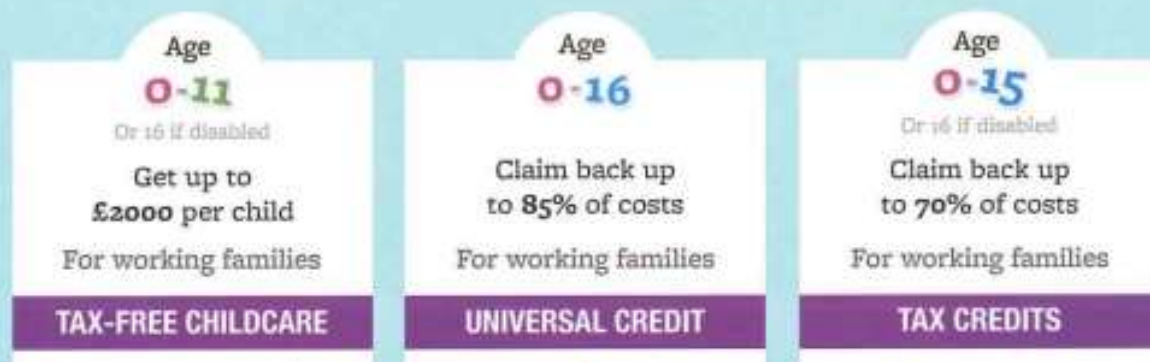 Age
0-11
Or 16 if disabled
Get up to
£2000 per child
For working families
TAX-FREE CHILDCARE
Age
0-16
Claim back up
to 85% of costs
For working families
UNIVERSAL CREDIT
Age
0-15
Or 16 if disabled
Claim back up
to 70% of costs
For working families
TAX CREDITS